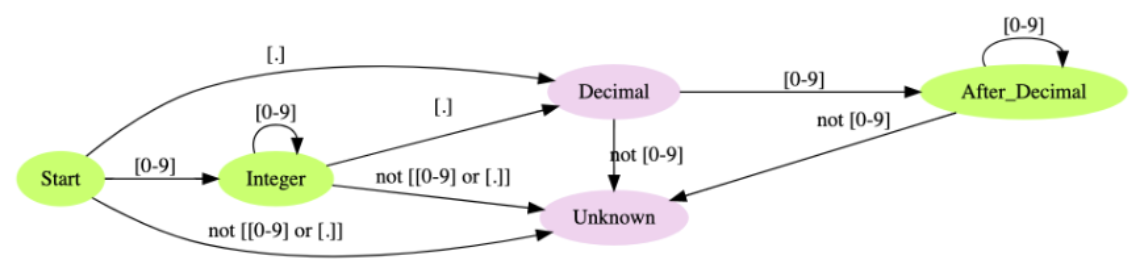 [0-9]
[.]
Decimal
[0-9]
After_Decimal
[0-9]
[.]
not [0-9]
not [0-9]
Start
[0-9]
Integer
not [[0-9] or [.]]
Unknown
not [[0-9] or [.]]